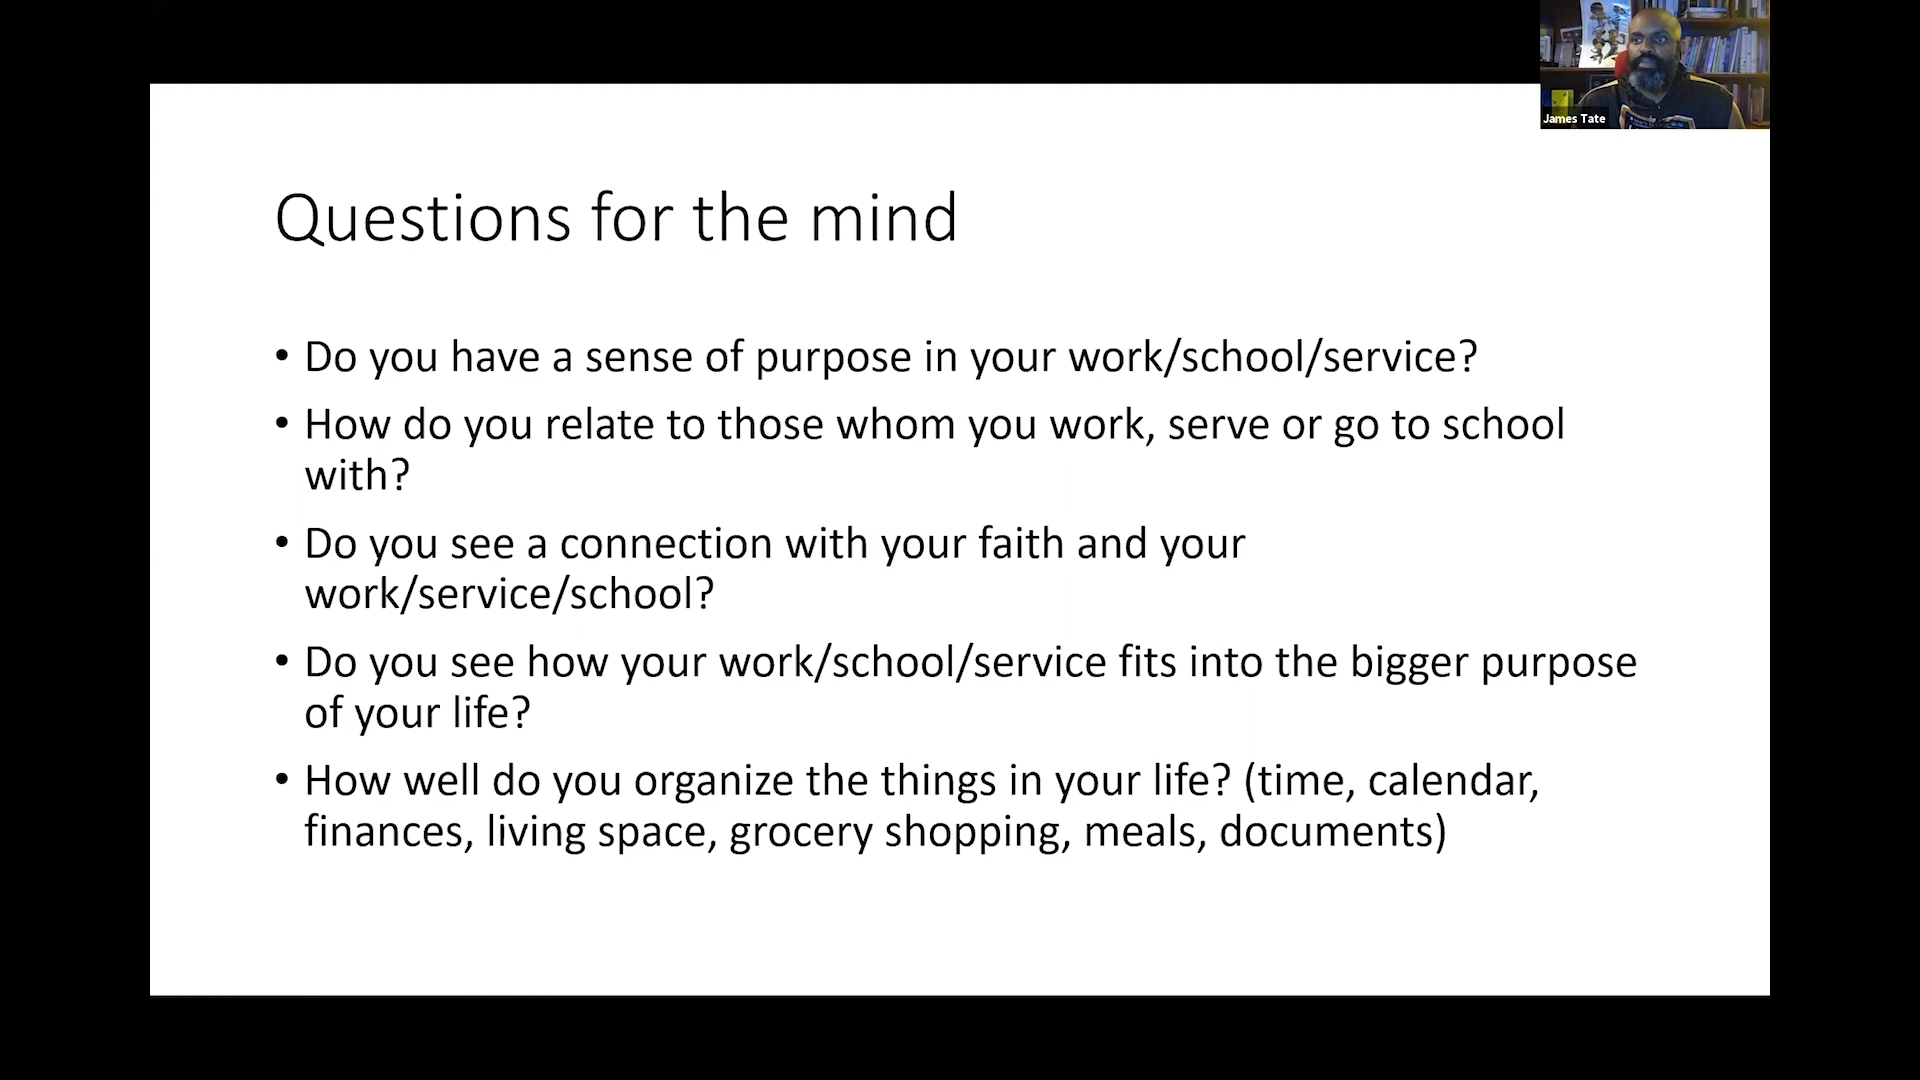 James Tate
Questions for the mind
• Do you have a sense of purpose in your work/school/service?
• How do you relate to those whom you work, serve or go to school
with?
• Do you see a connection with your faith and your
work/service/school?
• Do you see how your work/school/service fits into the bigger purpose
of your life?
• How well do you organize the things in your life? (time, calendar,
finances, living space, grocery shopping, meals, documents)